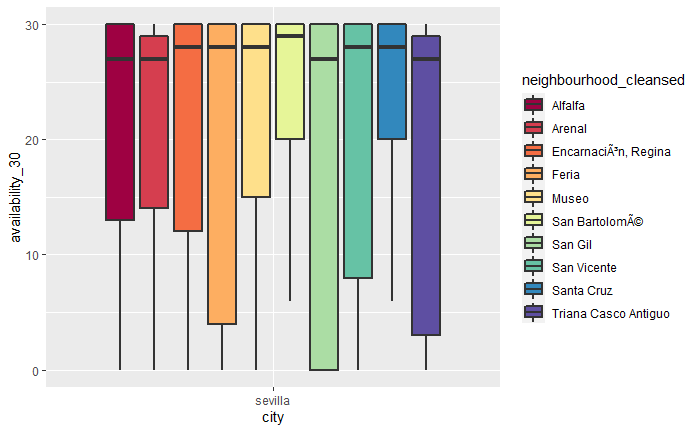 30
20
10
0
availability_30
sevilla
city
neighbourhood_cleansed
Alfalfa
Arenal
EncarnaciÃ³n, Regina
Feria
Museo
San BartolomÃ©
San Gil
San Vicente
Santa Cruz
Triana Casco Antiguo